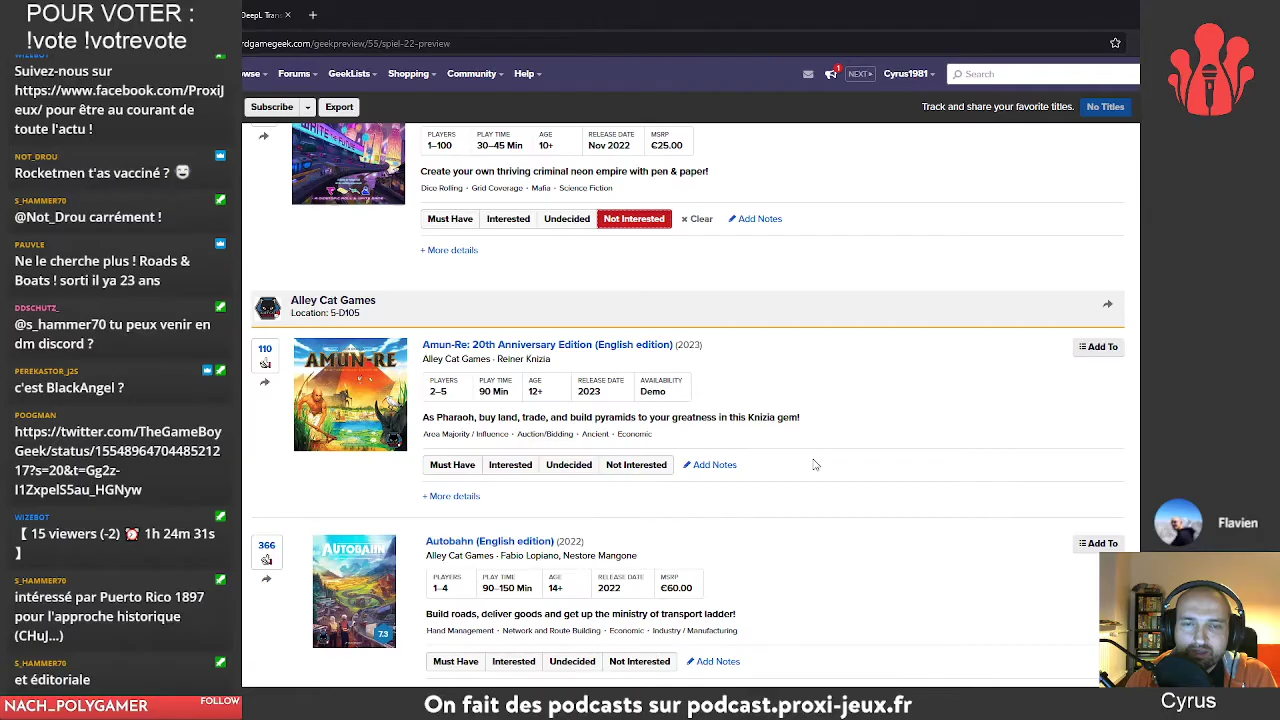 POUR VOTER :
!vote !votrevote
WIZEBOT
Suivez-nous sur
https://www.facebook.com/ProxiJ
eux/ pour être au courant de
toute l'actu !
NOT_DROU
Rocketmen t'as vacciné ? 
S_HAMMER70
@Not_Drou carrément !
PAUVLE
Ne le cherche plus ! Roads &
Boats ! sorti il ya 23 ans
DDSCHUTZ_
@s_hammer70 tu peux venir en
dm discord ?
PEREKASTOR_J2S
c'est BlackAngel ?
POOGMAN
https://twitter.com/TheGameBoy
Geek/status/15548964704485212
17?s=20&t=Gg2z-
I1ZxpelS5au_HGNyw
WIZEBOT
【 15 viewers (-2) ⏰ 1h 24m 31s
】
S_HAMMER70
intéressé par Puerto Rico 1897
pour l'approche historique
(CHuJ...)
S_HAMMER70
et éditoriale
NACH_POLYGAMER
FOLLOW
DeepL Tran
rdgamegeek.com/geekpreview/55/spiel-22-preview
wse Forums GeekLists Shopping Community Help
1 NEXT Cyrus1981 Search
Subscribe Export
Track and share your favorite titles. No Titles
WHITE THE FUTURE
PLAYERS PLAY TIME AGE RELEASE DATE MSRP
1–100 30–45 Min 10+ Nov 2022 €25.00
Create your own thriving criminal neon empire with pen & paper!
Dice Rolling · Grid Coverage · Mafia · Science Fiction
Must Have Interested Undecided Not Interested Clear Add Notes
+ More details
Alley Cat Games
Location: 5-D105
110
AMUN-RE
Amun-Re: 20th Anniversary Edition (English edition) (2023)
Add To
Alley Cat Games · Reiner Knizia
PLAYERS PLAY TIME AGE RELEASE DATE AVAILABILITY
2–5 90 Min 12+ 2023 Demo
As Pharaoh, buy land, trade, and build pyramids to your greatness in this Knizia gem!
Area Majority / Influence · Auction/Bidding · Ancient · Economic
Must Have Interested Undecided Not Interested Add Notes
+ More details
366
AUTOBAHN
7.3
Autobahn (English edition) (2022)
Add To
Alley Cat Games · Fabio Lopiano, Nestore Mangone
PLAYERS PLAY TIME AGE RELEASE DATE MSRP
1–4 90–150 Min 14+ 2022 €60.00
Build roads, deliver goods and get up the ministry of transport ladder!
Hand Management · Network and Route Building · Economic · Industry / Manufacturing
Must Have Interested Undecided Not Interested Add Notes
Flavien
Cyrus
On fait des podcasts sur podcast.proxi-jeux.fr